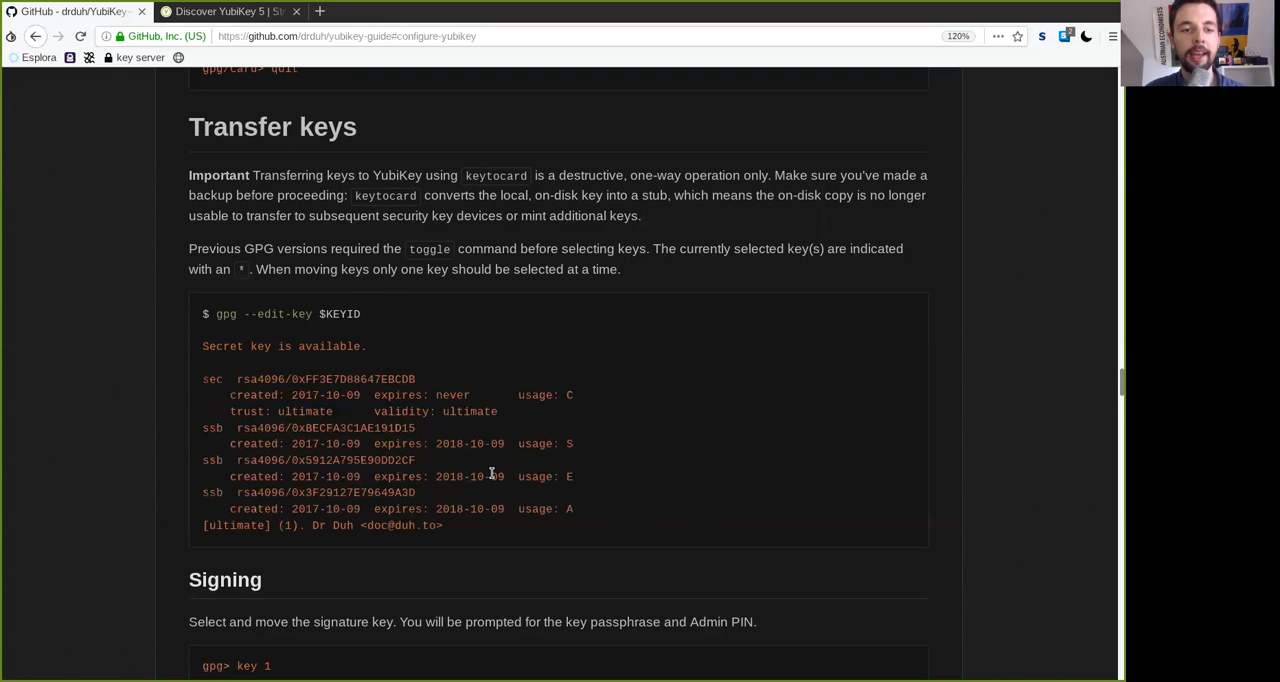 GitHub - drduh/YubiKey-
Discover YubiKey 5 | Str
GitHub, Inc. (US)
https://github.com/drduh/yubikey-guide#configure-yubikey
120%
S
2
Esplora
key server
AUSTRIAN ECONOMISTS
gpg/card> quit
Transfer keys
Important Transferring keys to YubiKey using keytocard is a destructive, one-way operation only. Make sure you've made a
backup before proceeding: keytocard converts the local, on-disk key into a stub, which means the on-disk copy is no longer
usable to transfer to subsequent security key devices or mint additional keys.
Previous GPG versions required the toggle command before selecting keys. The currently selected key(s) are indicated
with an * . When moving keys only one key should be selected at a time.
$ gpg --edit-key $KEYID
Secret key is available.
sec rsa4096/0xFF3E7D88647EBCDB
created: 2017-10-09 expires: never usage: C
trust: ultimate validity: ultimate
ssb rsa4096/0xBECFA3C1AE191D15
created: 2017-10-09 expires: 2018-10-09 usage: S
ssb rsa4096/0x5912A795E90DD2CF
created: 2017-10-09 expires: 2018-10-09 usage: E
ssb rsa4096/0x3F29127E79649A3D
created: 2017-10-09 expires: 2018-10-09 usage: A
[ultimate] (1). Dr Duh <doc@duh.to>
Signing
Select and move the signature key. You will be prompted for the key passphrase and Admin PIN.
gpg> key 1